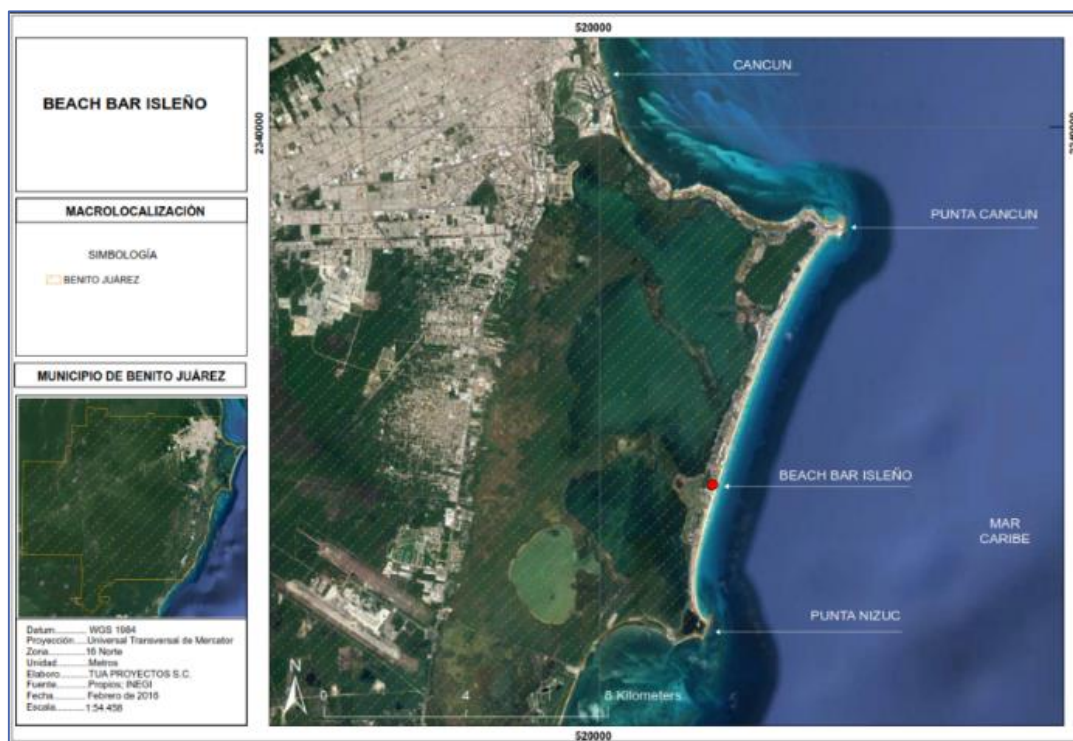 BEACH BAR ISLEÑO
MACROLOCALIZACIÓN
SIMBOLOGÍA
BENITO JUÁREZ
MUNICIPIO DE BENITO JUÁREZ
Datum............. WGS 1984
Proyección.....Universal Transversal de Mercator
Zona...............16 Norte
Unidad............Metros
Elaboro...........TUA PROYECTOS S.C.
Fuente............Propios; INEGI
Fecha.............Febrero de 2016
Escala............1:54.458
520000
2340000
2340000
CANCUN
PUNTA CANCUN
BEACH BAR ISLEÑO
MAR
CARIBE
PUNTA NIZUC
N
0 4 8 Kilometers
520000